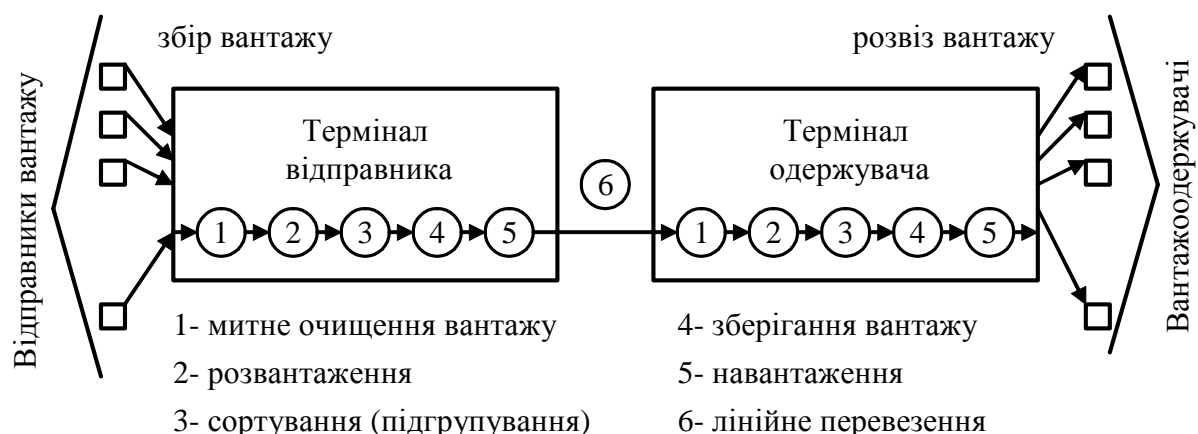 збір вантажу
розвіз вантажу
Відправники вантажу
Термінал
відправника
1 2 3 4 5
6
Термінал
одержувача
1 2 3 4 5
Вантажоодержувачі
1- митне очищення вантажу
2- розвантаження
3- сортування (підгрупування)
4- зберігання вантажу
5- навантаження
6- лінійне перевезення